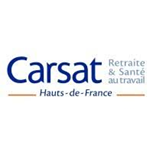 Carsat
Retraite
& Santé
au travail
Hauts-de-France